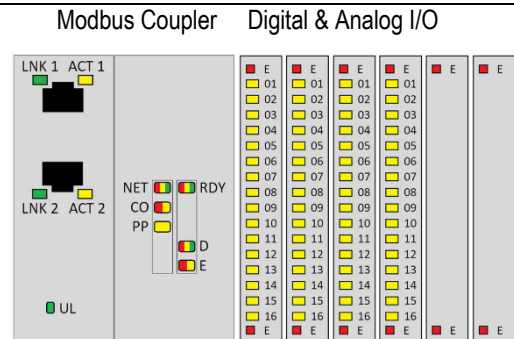 Modbus Coupler Digital & Analog I/O
LNK 1 ACT 1
LNK 2 ACT 2
UL
NET RDY
CO
PP
D
E
E E E E E E
01 01 01 01
02 02 02 02
03 03 03 03
04 04 04 04
05 05 05 05
06 06 06 06
07 07 07 07
08 08 08 08
09 09 09 09
10 10 10 10
11 11 11 11
12 12 12 12
13 13 13 13
14 14 14 14
15 15 15 15
16 16 16 16
E E E E E E